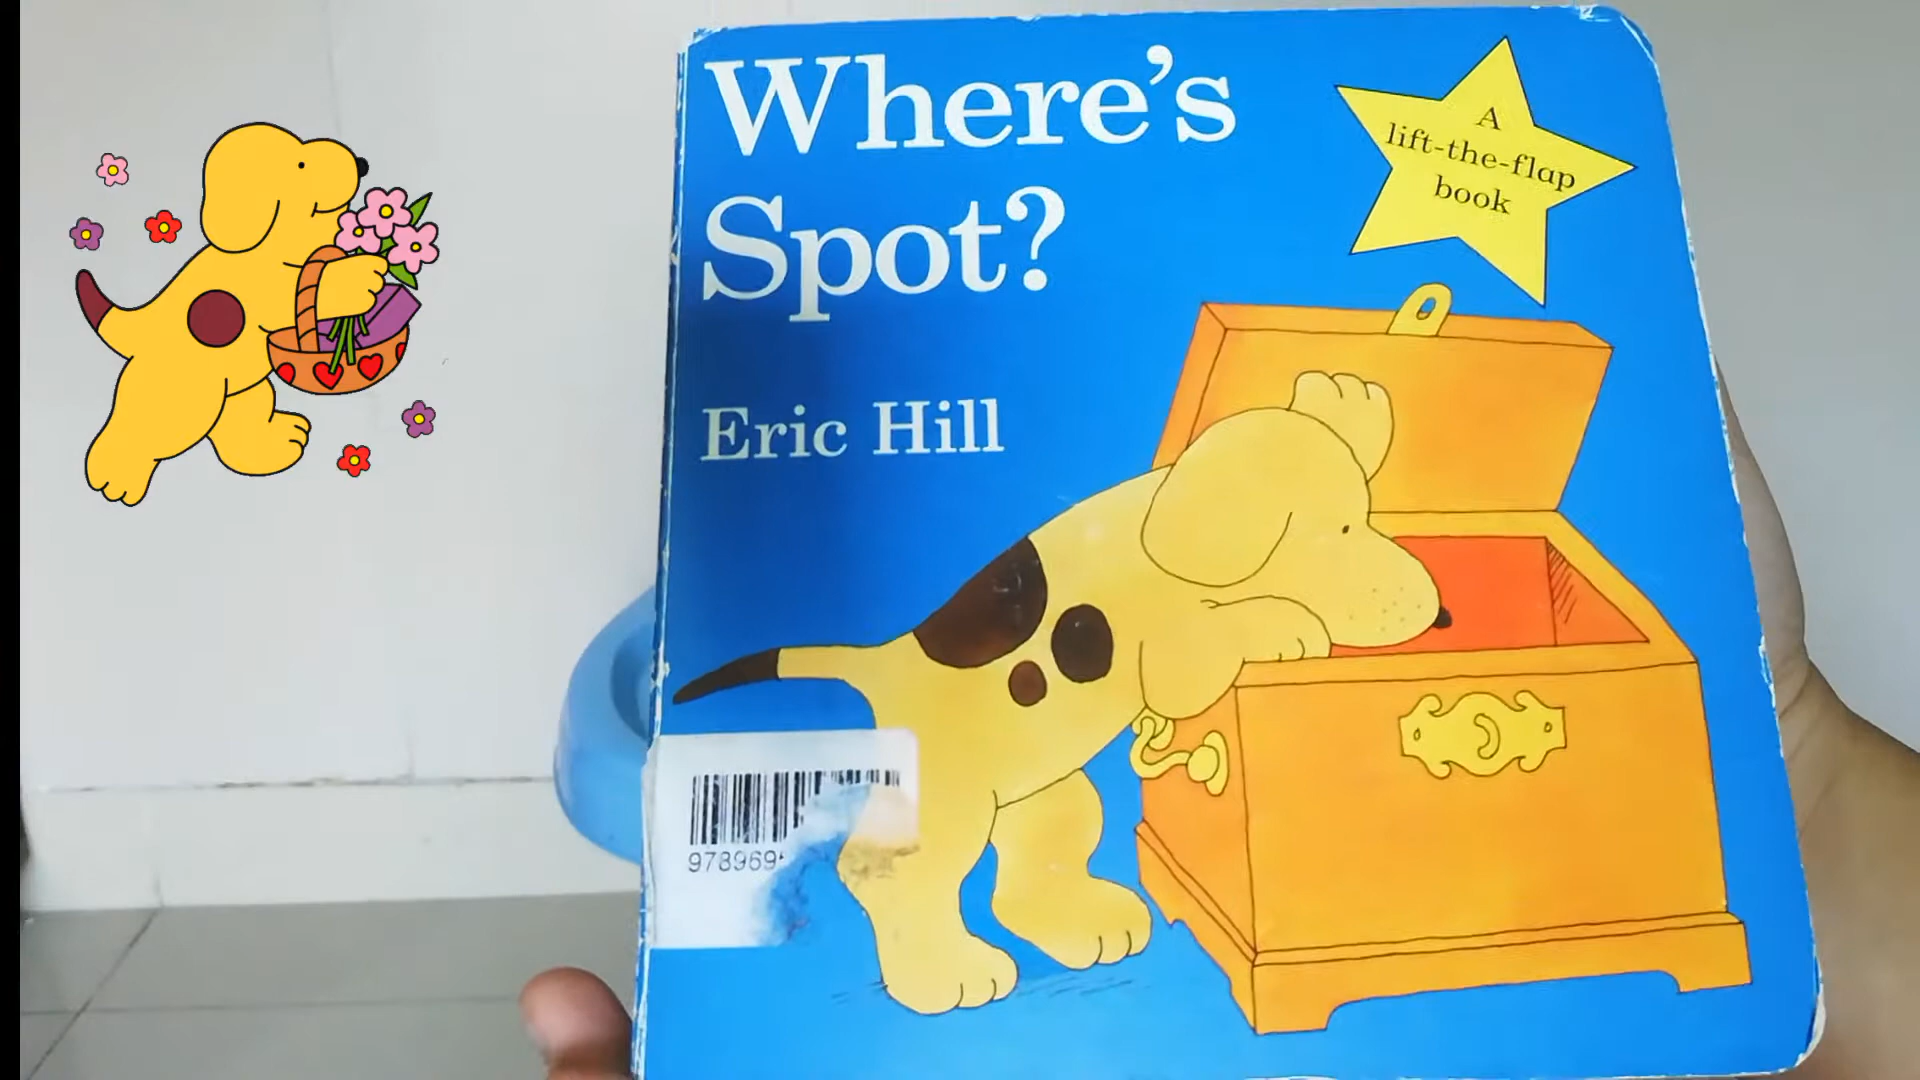 Where's
Spot?
A
lift-the-flap
book
Eric Hill
978969